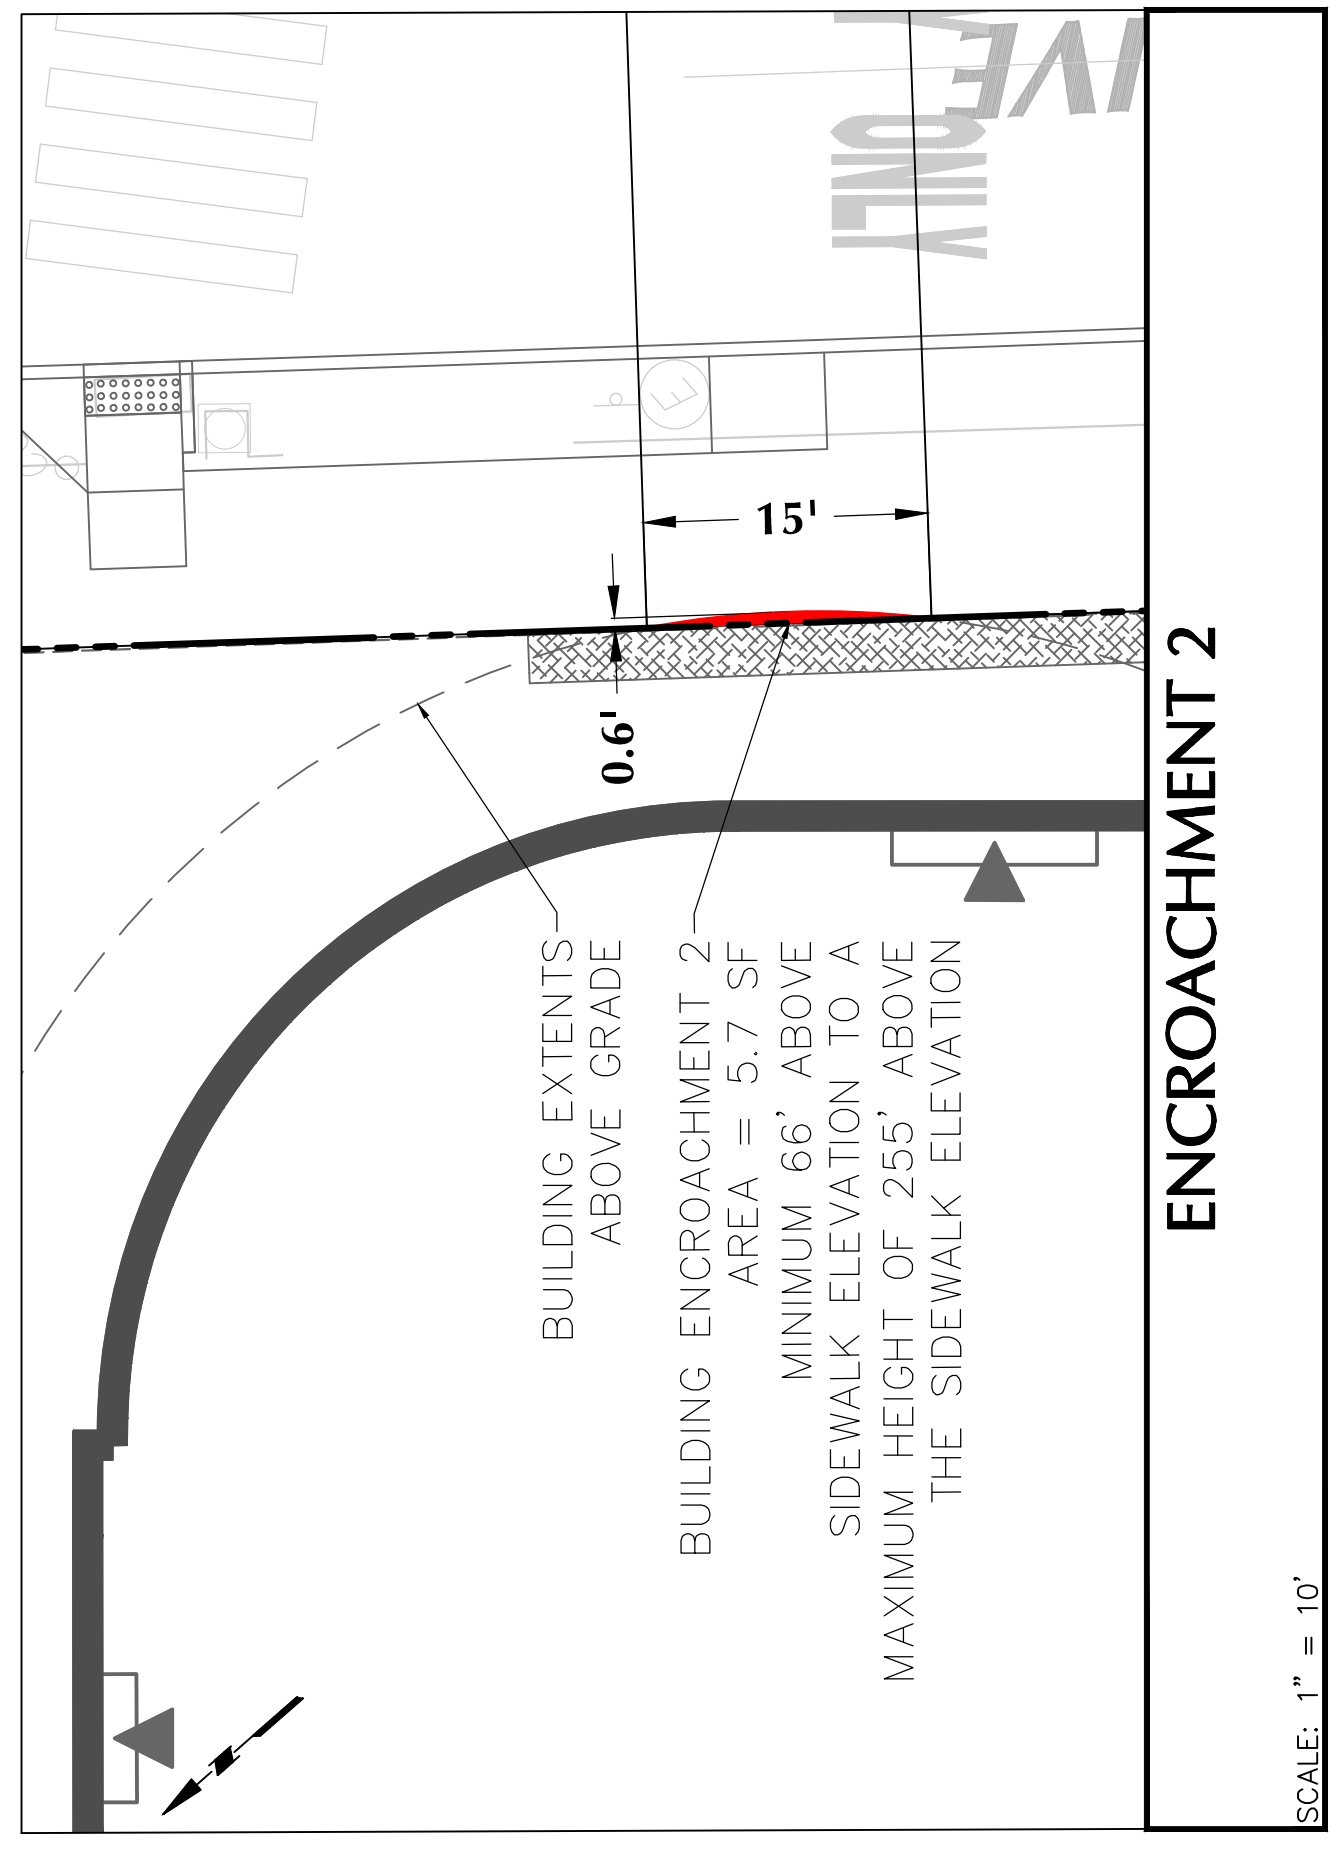 IVE
ONLY
E
15'
0.6'
BUILDING EXTENTS
ABOVE GRADE
BUILDING ENCROACHMENT 2
AREA = 5.7 SF
MINIMUM 66' ABOVE
SIDEWALK ELEVATION TO A
MAXIMUM HEIGHT OF 255' ABOVE
THE SIDEWALK ELEVATION
ENCROACHMENT 2
SCALE: 1" = 10'